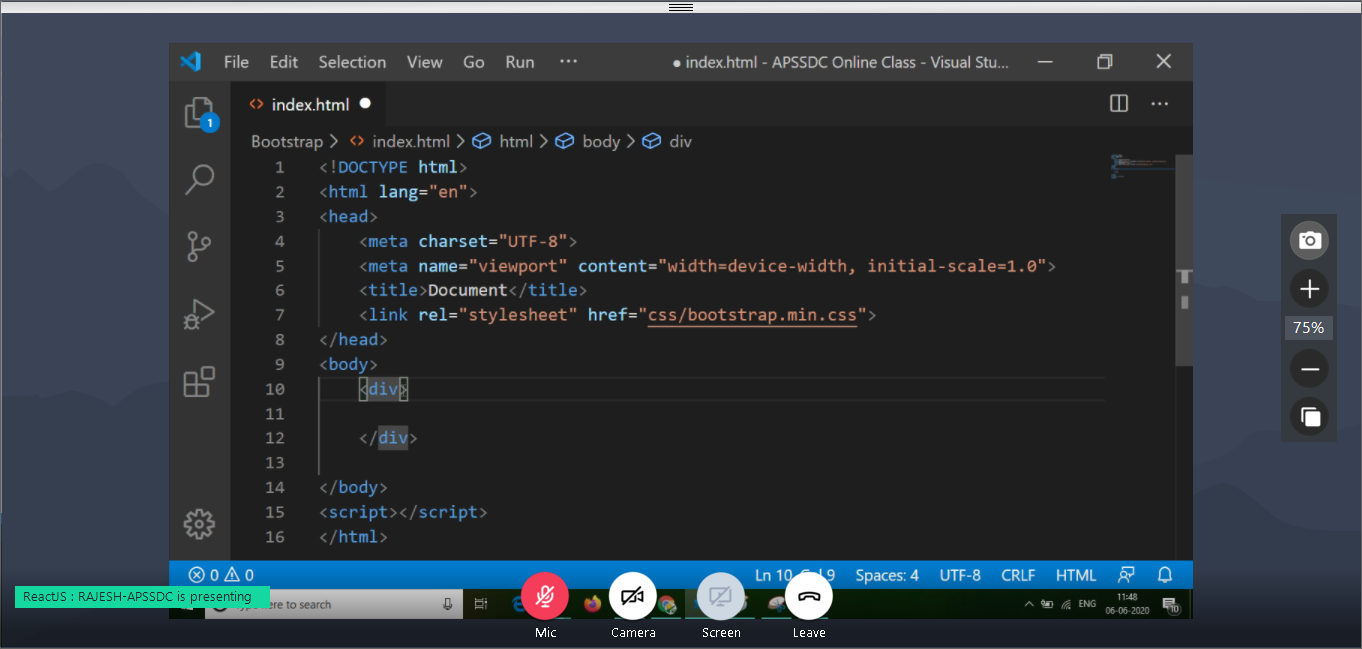 File Edit Selection View Go Run ··· ● index.html - APSSDC Online Class - Visual Stu...
<> index.html ●
1
Bootstrap > <> index.html > html > body > div
1 <!DOCTYPE html>
2 <html lang="en">
3 <head>
4 <meta charset="UTF-8">
5 <meta name="viewport" content="width=device-width, initial-scale=1.0">
6 <title>Document</title>
7 <link rel="stylesheet" href="css/bootstrap.min.css">
8 </head>
9 <body>
10 <div>
11
12 </div>
13
14 </body>
15 <script></script>
16 </html>
75%
0 0 Ln 10, Col 9 Spaces: 4 UTF-8 CRLF HTML
ReactJS : RAJESH-APSSDC is presenting
here to search
ENG 11:48
06-06-2020
10
Mic Camera Screen Leave